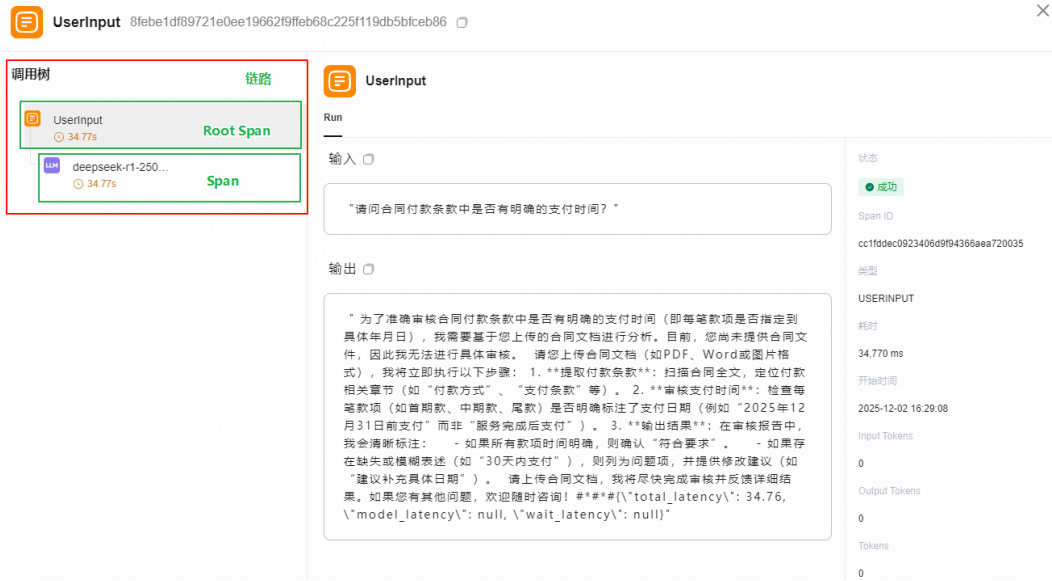 UserInput 8febe1df89721e0ee19662f9ffeb68c225f119db5bfceb86
调用树
链路
UserInput
34.77s
Root Span
LLM
deepseek-r1-250...
34.77s
Span
UserInput
Run
输入
"请问合同付款条款中是否有明确的支付时间？"
输出
"为了准确审核合同付款条款中是否有明确的支付时间（即每笔款项是否指定到
具体年月日），我需要基于您上传的合同文档进行分析。目前，您尚未提供合同文
件，因此我无法进行具体审核。 请您上传合同文档（如PDF、Word或图片格
式），我将立即执行以下步骤： 1. **提取付款条款**：扫描合同全文，定位付款
相关章节（如“付款方式”、“支付条款”等）。 2. **审核支付时间**：检查每
笔款项（如首期款、中期款、尾款）是否明确标注了支付日期（例如“2025年12
月31日前支付”而非“服务完成后支付”）。 3. **输出结果**：在审核报告中，
我会清晰标注： - 如果所有款项时间明确，则确认“符合要求”。 - 如果存
在缺失或模糊表述（如“30天内支付”），则列为问题项，并提供修改建议（如
“建议补充具体日期”）。 请上传合同文档，我将尽快完成审核并反馈详细结
果。如果您有其他问题，欢迎随时咨询！#*#*#{\"total_latency\": 34.76,
\"model_latency\": null, \"wait_latency\": null}"
状态
成功
Span ID
cc1fddec0923406d9f94366aea720035
类型
USERINPUT
耗时
34,770 ms
开始时间
2025-12-02 16:29:08
Input Tokens
0
Output Tokens
0
Tokens
0